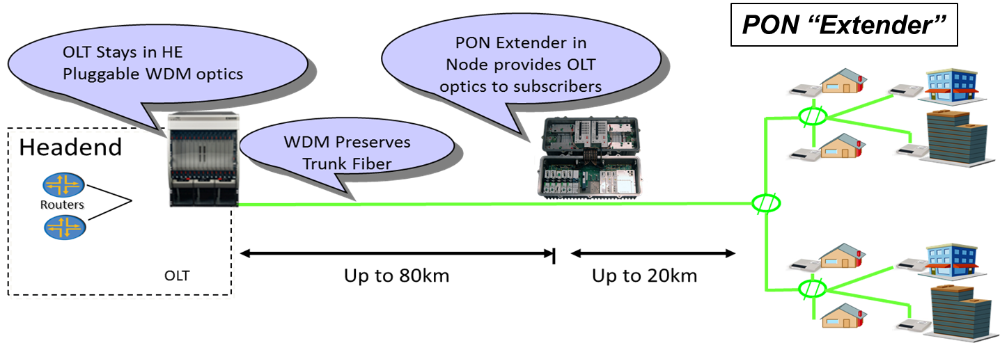 PON “Extender”
OLT Stays in HE
Pluggable WDM optics
PON Extender in
Node provides OLT
optics to subscribers
WDM Preserves
Trunk Fiber
Headend
Routers
OLT
Up to 80km
Up to 20km